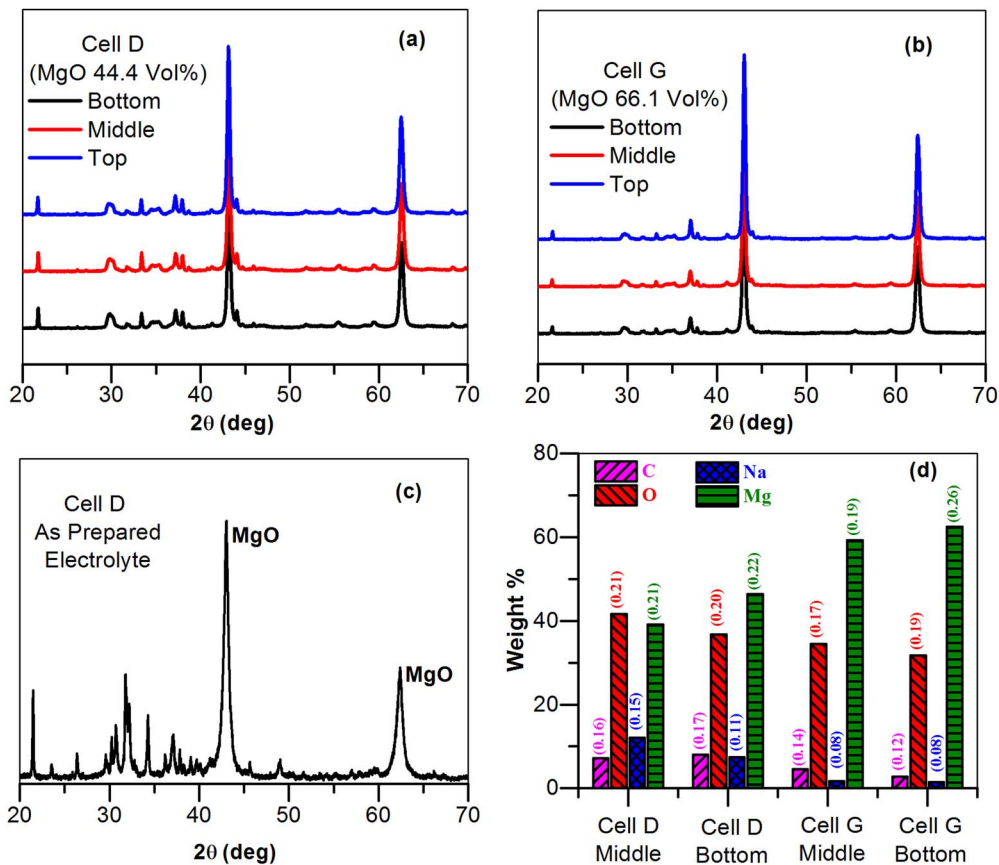 Cell D
(MgO 44.4 Vol%)
Bottom
Middle
Top
(a)
20 30 40 50 60 70
2θ (deg)
Cell G
(MgO 66.1 Vol%)
Bottom
Middle
Top
(b)
20 30 40 50 60 70
2θ (deg)
Cell D
As Prepared
Electrolyte
(c)
MgO
MgO
20 30 40 50 60 70
2θ (deg)
(d)
C
Na
O
Mg
Weight %
80
60
40
20
0
(0.16)
(0.21)
(0.15)
(0.21)
(0.17)
(0.20)
(0.11)
(0.22)
(0.14)
(0.17)
(0.08)
(0.19)
(0.12)
(0.19)
(0.08)
(0.26)
Cell D
Middle
Cell D
Bottom
Cell G
Middle
Cell G
Bottom